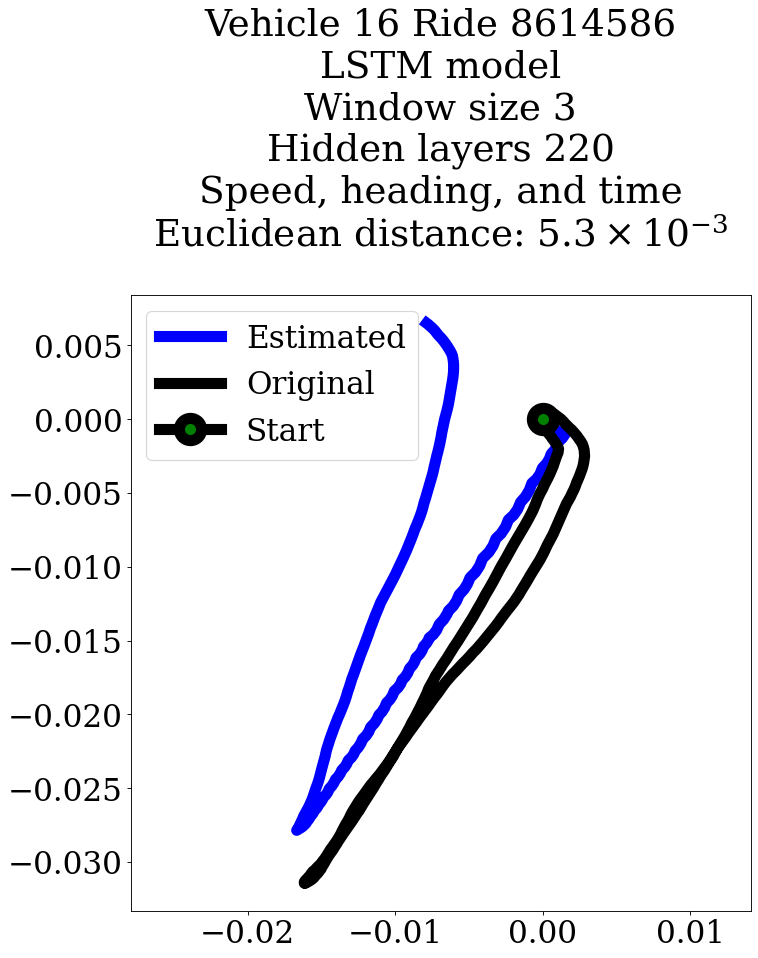 Vehicle 16 Ride 8614586
LSTM model
Window size 3
Hidden layers 220
Speed, heading, and time
Euclidean distance: 5.3 × 10⁻³
Estimated
Original
Start
0.005
0.000
−0.005
−0.010
−0.015
−0.020
−0.025
−0.030
−0.02
−0.01
0.00
0.01